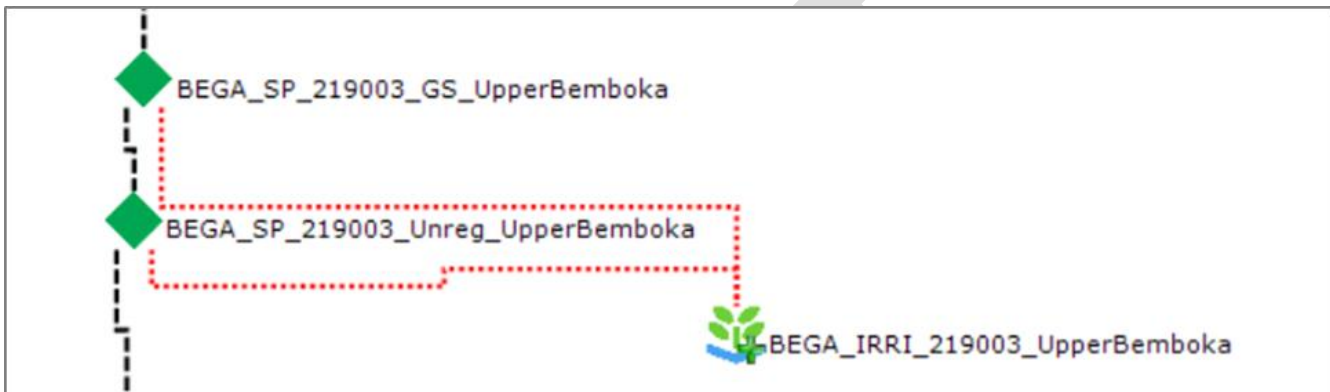 BEGA_SP_219003_GS_UpperBemboka
BEGA_SP_219003_Unreg_UpperBemboka
BEGA_IRRI_219003_UpperBemboka